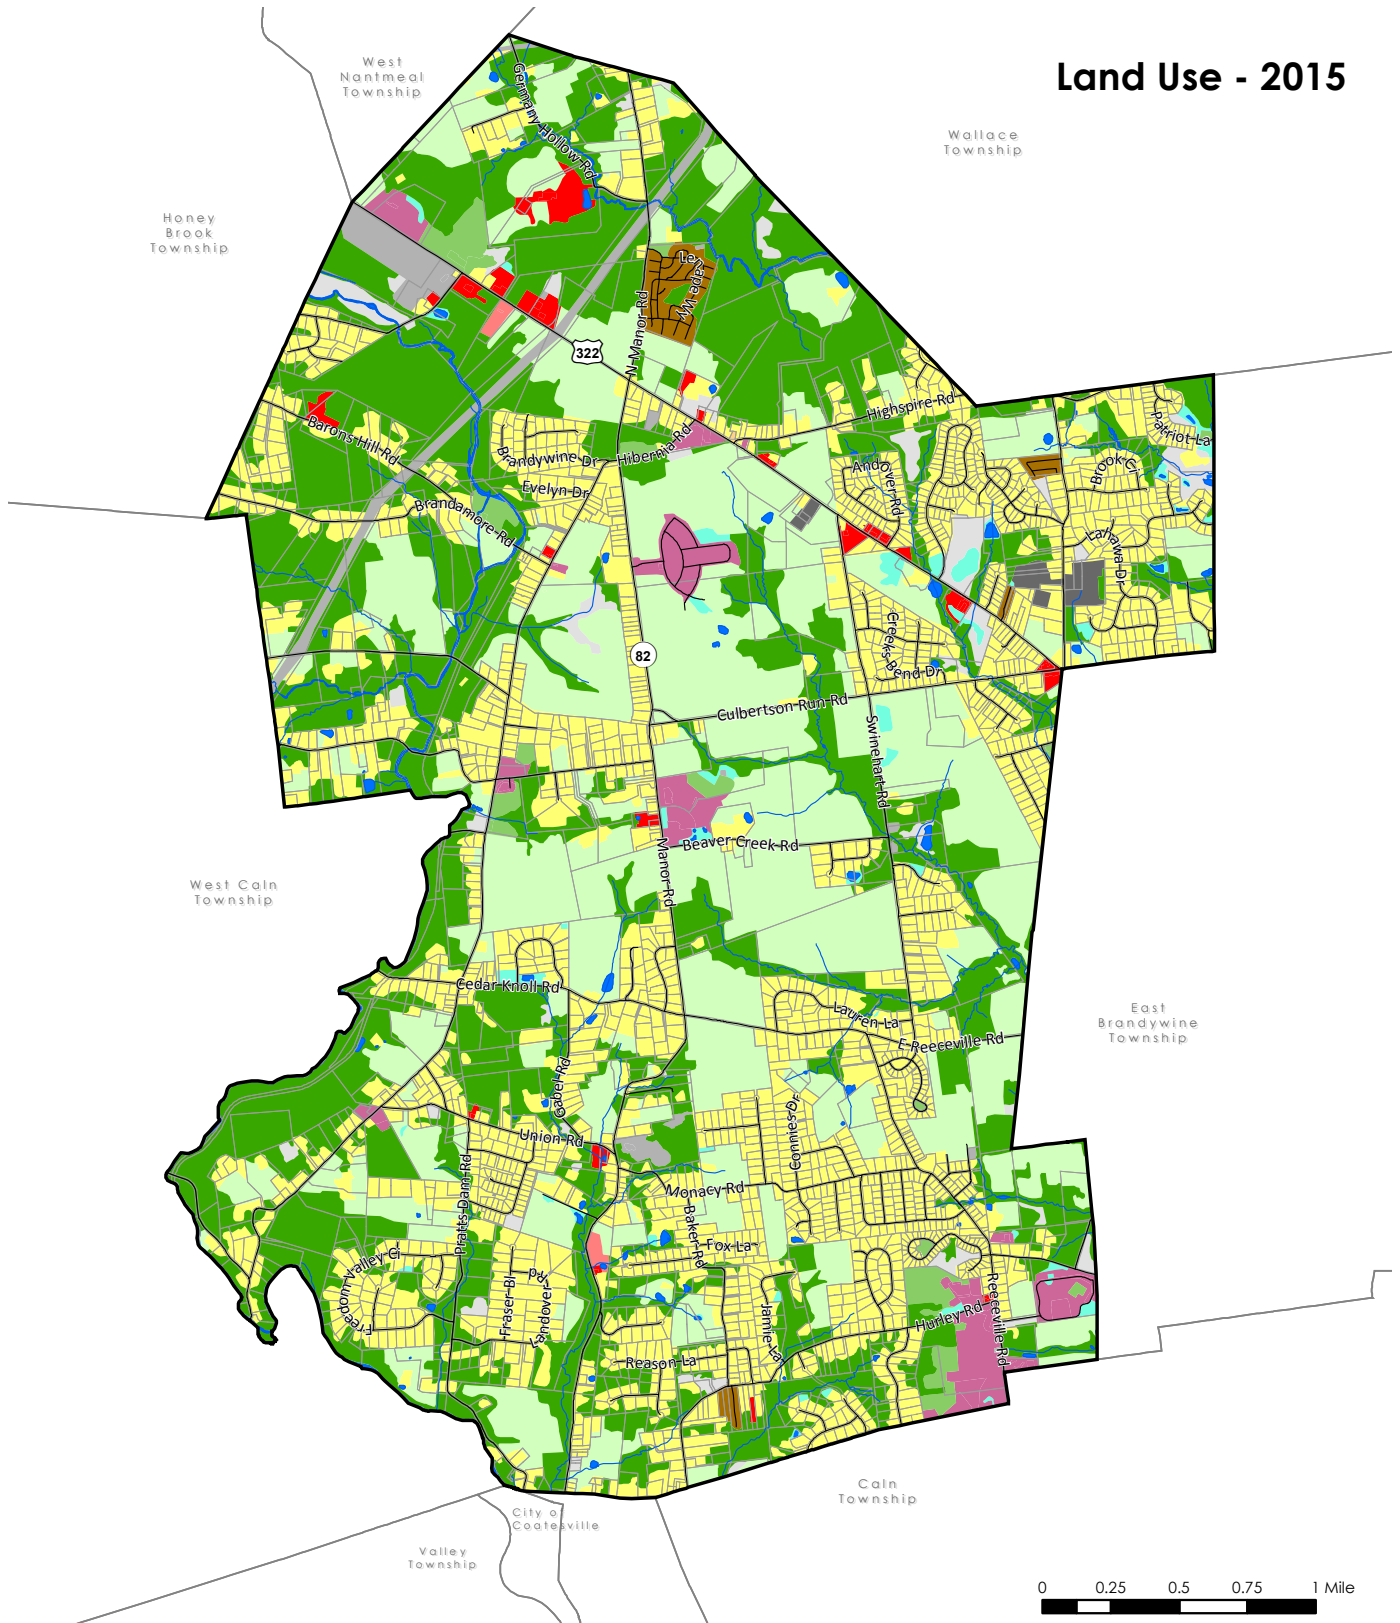 Land Use - 2015
West
Nantmeal
Township
Wallace
Township
Honey
Brook
Township
Germany Hollow Rd
Lenape Wy
N Manor Rd
322
Highspire Rd
Patriot La
Barons Hill Rd
Brandywine Dr
Hibernia Rd
Andover Rd
Brook Ci
Evelyn Dr
Brandamore Rd
Lahawa Dr
Creeks Bend Dr
82
Culbertson Run Rd
Swinehart Rd
Beaver Creek Rd
Manor Rd
West Caln
Township
Cedar Knoll Rd
Lauren La
E Reeceville Rd
East
Brandywine
Township
Gabel Rd
Connies Dr
Union Rd
Pratts Dam Rd
Monacy Rd
Baker Rd
Fox La
Freedom Valley Ci
Fraser Bl
Landover Rd
Jamie La
Hurley Rd
Reeceville Rd
Reason La
Caln
Township
City of
Coatesville
Valley
Township
0 0.25 0.5 0.75 1 Mile